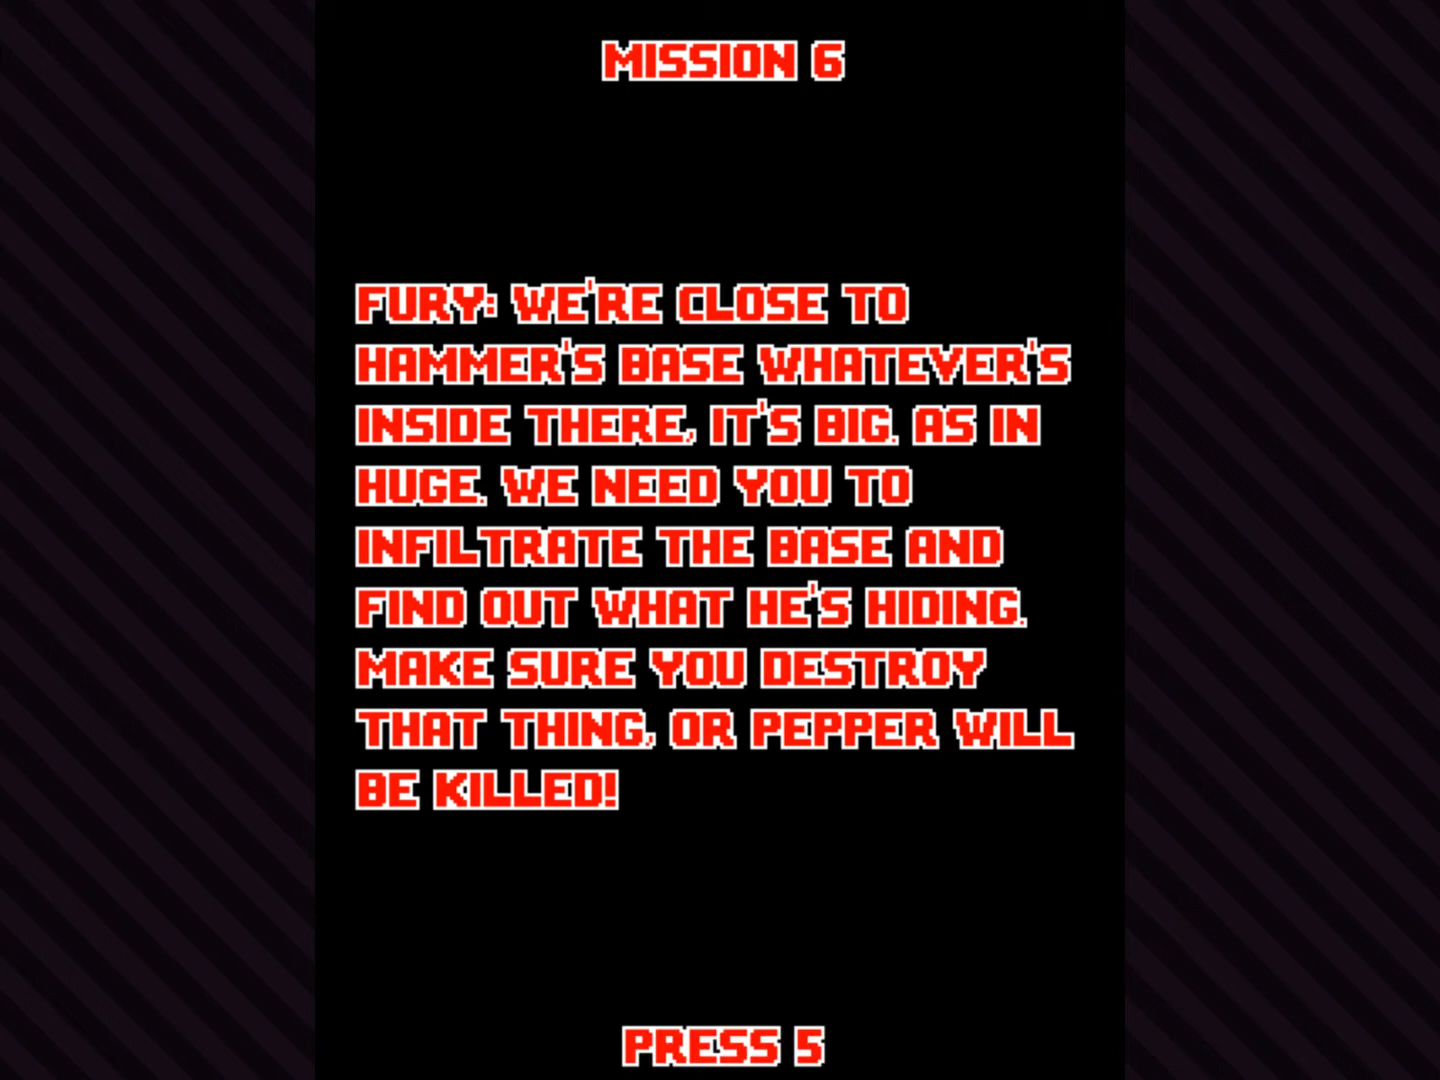 MISSION 6
FURY: WE'RE CLOSE TO
HAMMER'S BASE WHATEVER'S
INSIDE THERE, IT'S BIG. AS IN
HUGE. WE NEED YOU TO
INFILTRATE THE BASE AND
FIND OUT WHAT HE'S HIDING.
MAKE SURE YOU DESTROY
THAT THING, OR PEPPER WILL
BE KILLED!
PRESS 5